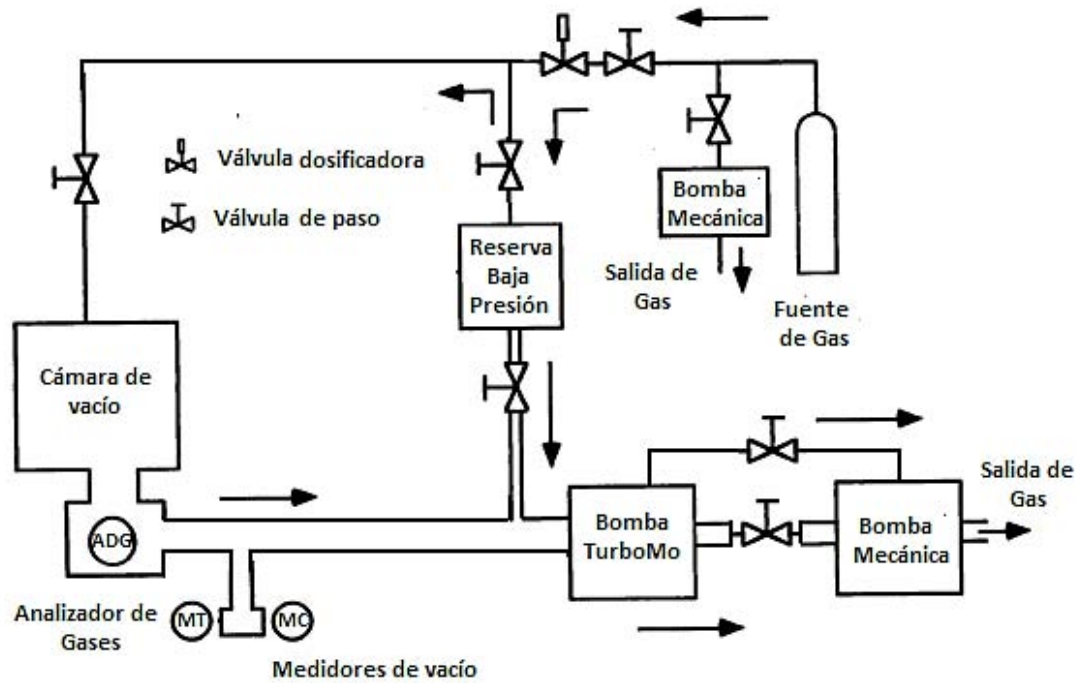 Válvula dosificadora
Válvula de paso
Bomba
Mecánica
Reserva
Baja
Presión
Salida de
Gas
Fuente
de Gas
Cámara de
vacío
Salida de
Gas
Bomba
TurboMo
Bomba
Mecánica
ADG
Analizador de
Gases
MT
MC
Medidores de vacío